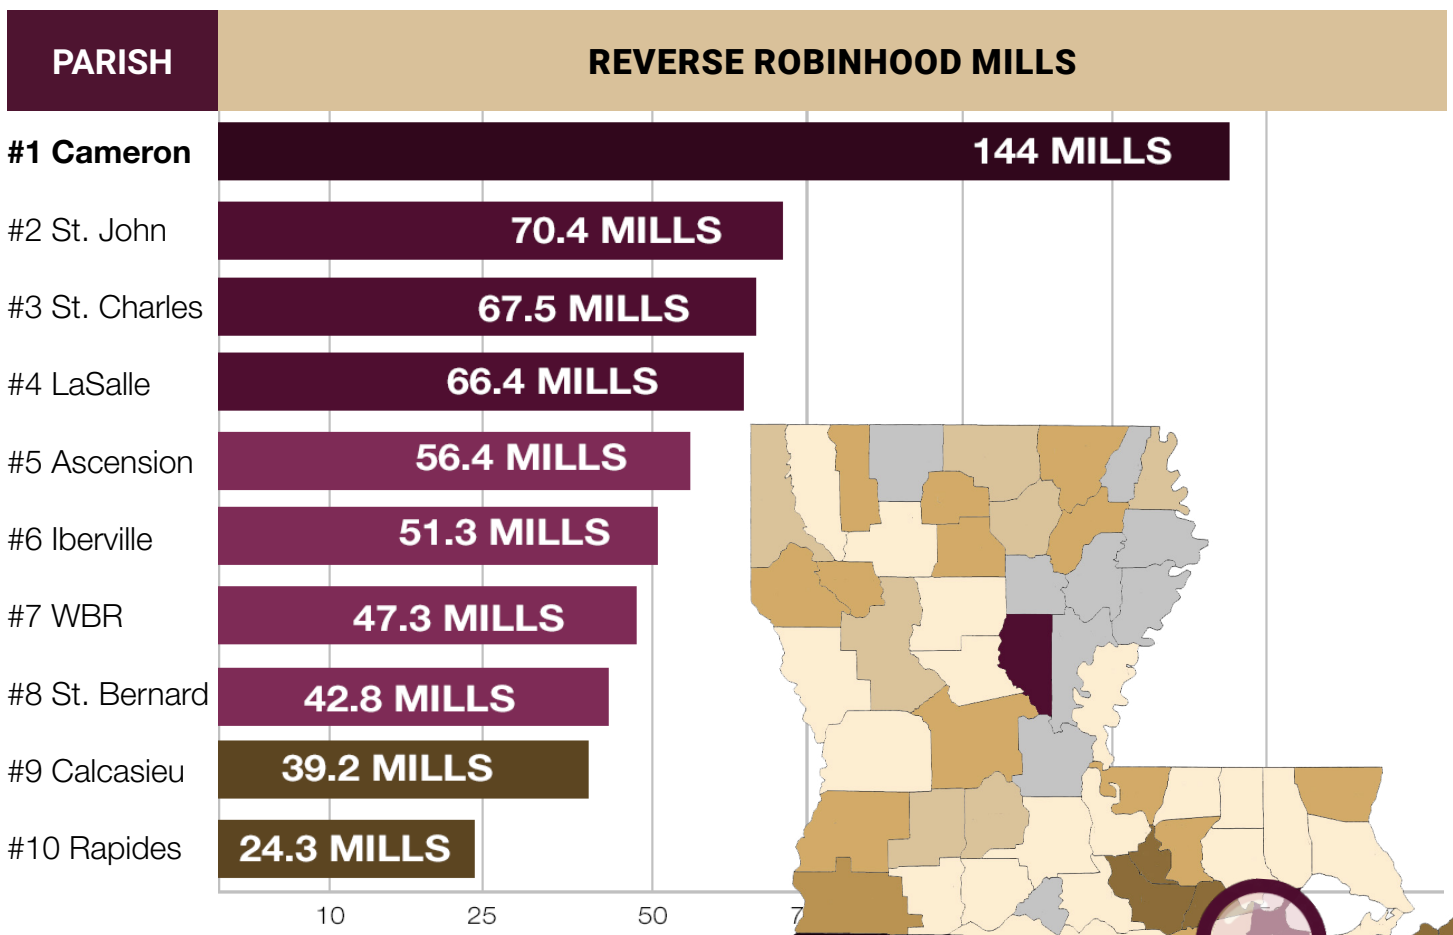 PARISH
REVERSE ROBINHOOD MILLS
#1 Cameron
144 MILLS
#2 St. John
70.4 MILLS
#3 St. Charles
67.5 MILLS
#4 LaSalle
66.4 MILLS
#5 Ascension
56.4 MILLS
#6 Iberville
51.3 MILLS
#7 WBR
47.3 MILLS
#8 St. Bernard
42.8 MILLS
#9 Calcasieu
39.2 MILLS
#10 Rapides
24.3 MILLS
10 25 50